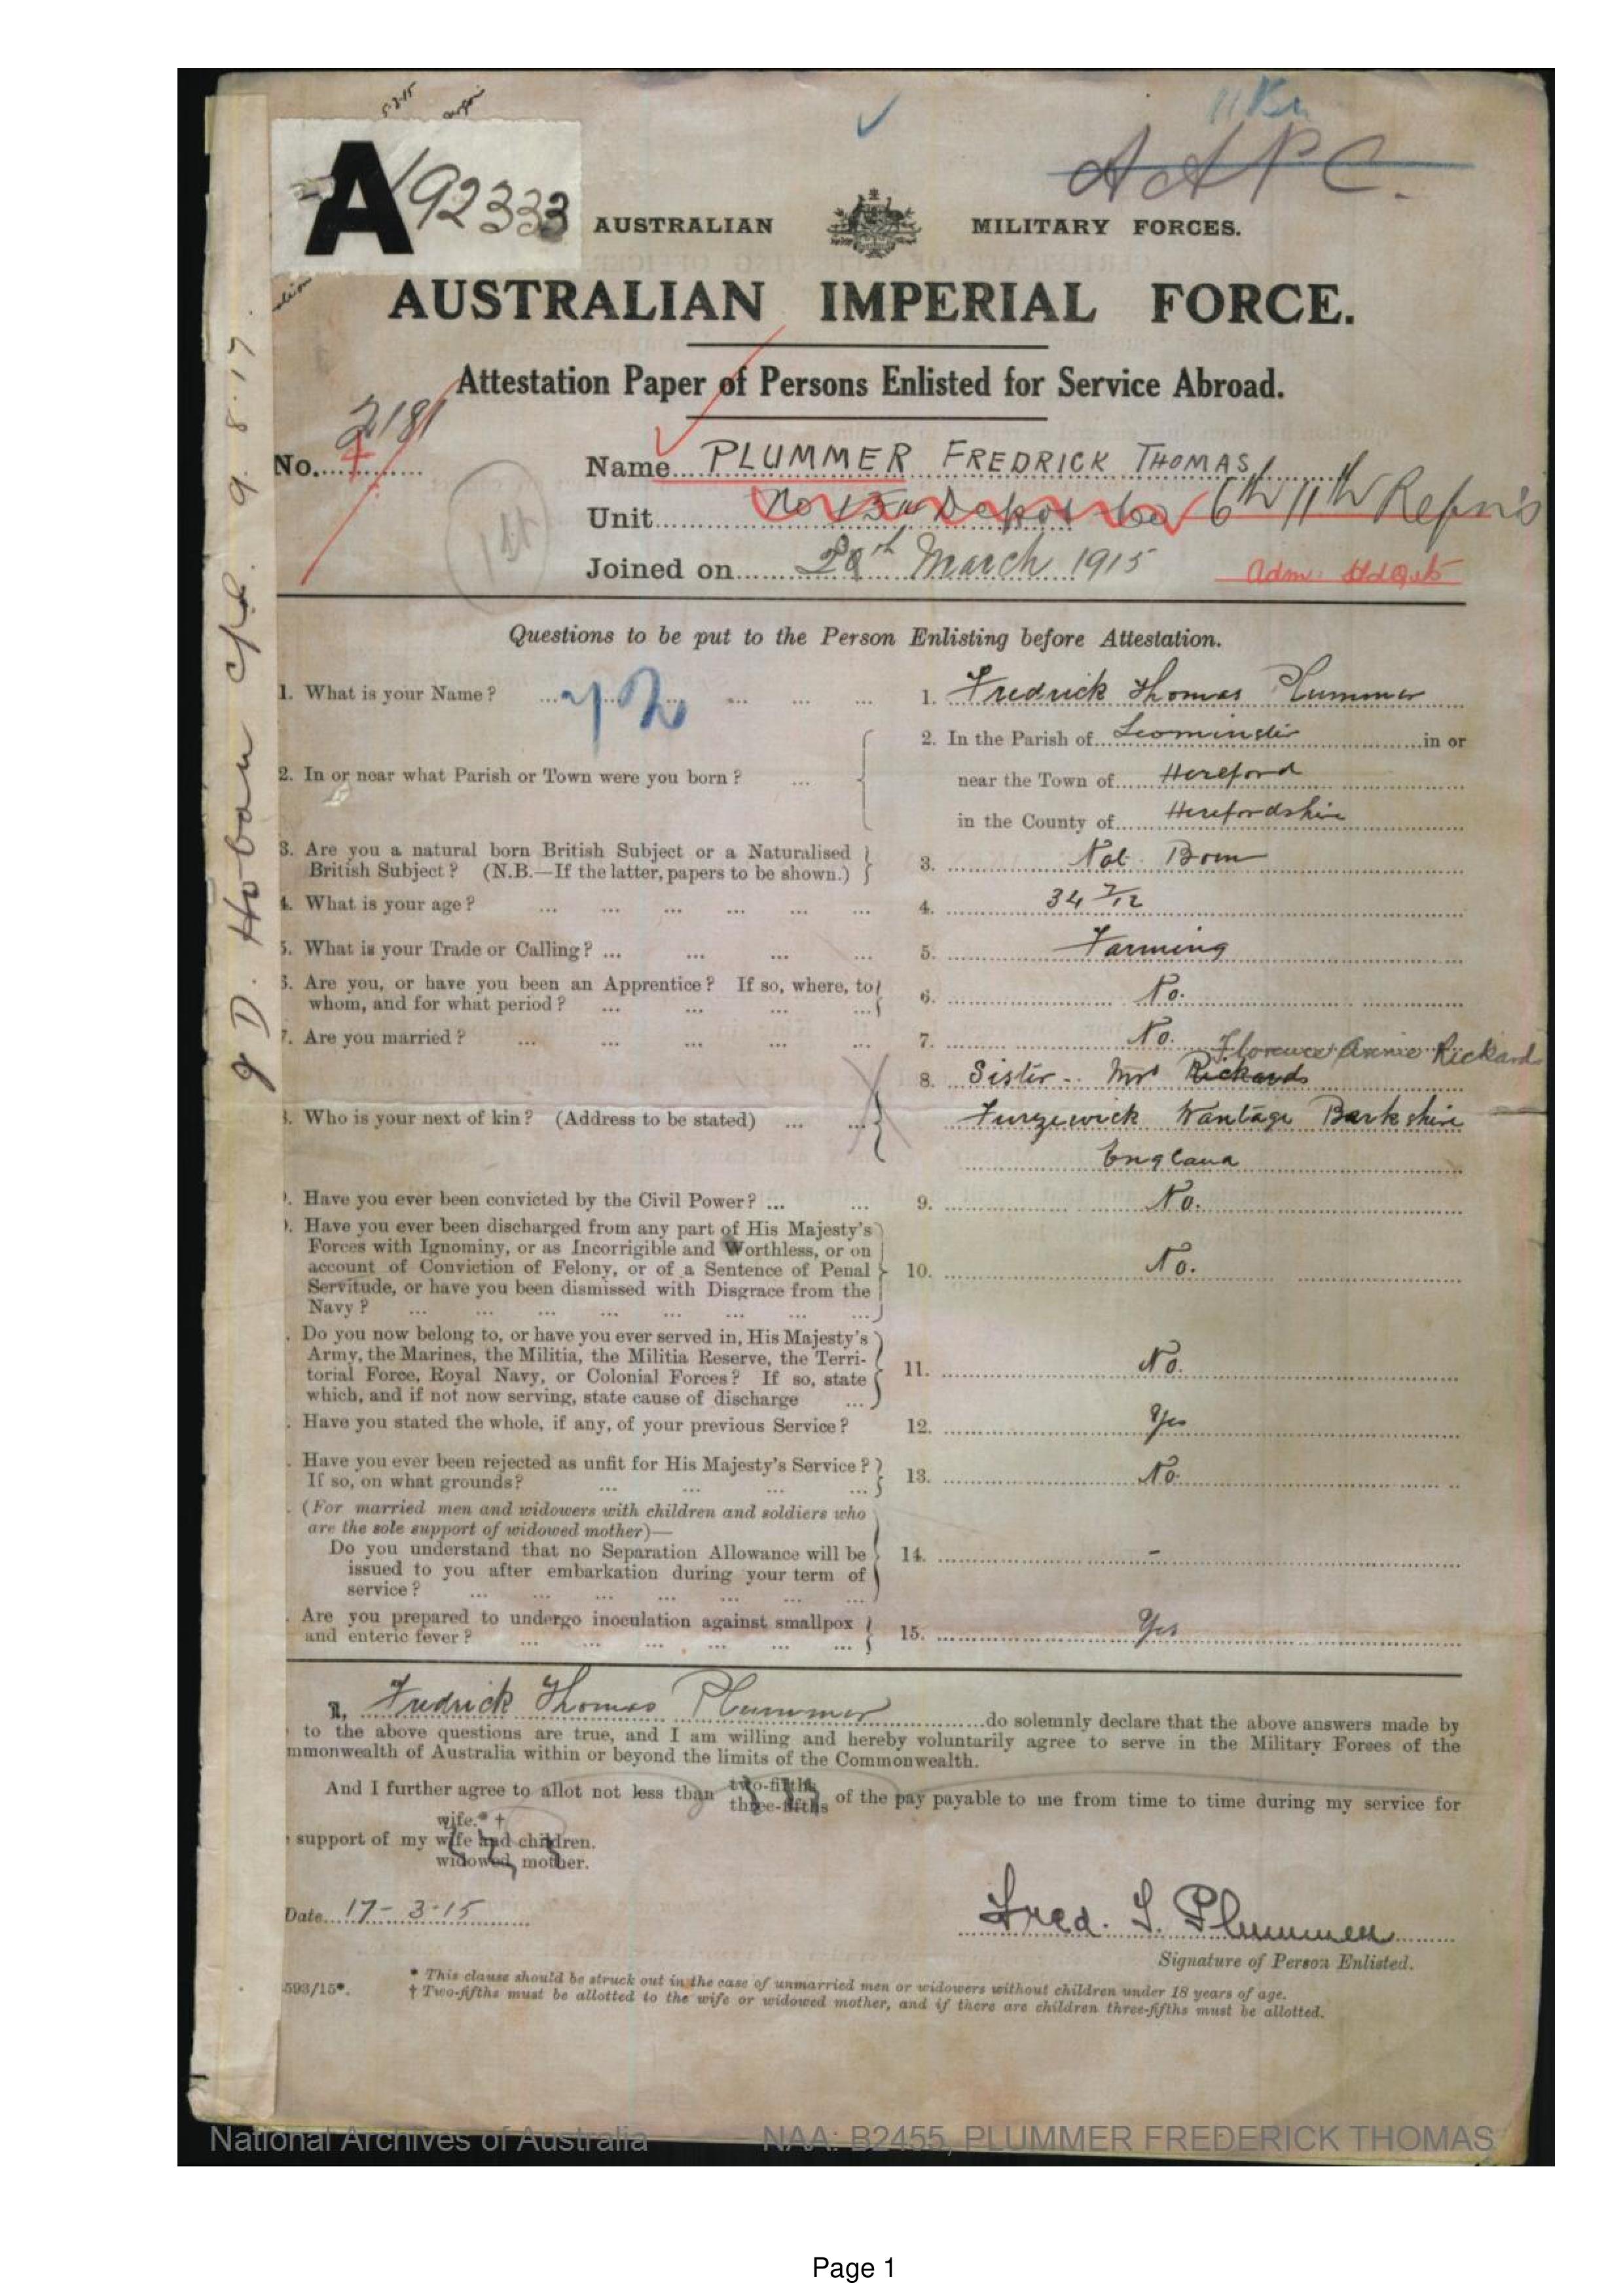 5-3-15
11 Bn
A A P C.
A 192333
AUSTRALIAN MILITARY FORCES.
AUSTRALIAN IMPERIAL FORCE.
Attestation Paper of Persons Enlisted for Service Abroad.
No. 2181
Name PLUMMER FREDRICK THOMAS
Unit No 15 Depot Co 6th/11th Refn's
1st
Joined on 29th March 1915 Adm. Hdqts
Questions to be put to the Person Enlisting before Attestation.
1. What is your Name? ... ... ... ... ... 1. Fredrick Thomas Plummer
2. In or near what Parish or Town were you born? ... 2. In the Parish of Leominster in or
near the Town of Hereford
in the County of Herefordshire
3. Are you a natural born British Subject or a Naturalised
British Subject? (N.B.—If the latter, papers to be shown.) 3. Nat. Born
4. What is your age? ... ... ... ... ... ... 4. 34 7/12
5. What is your Trade or Calling? ... ... ... ... 5. Farming
6. Are you, or have you been an Apprentice? If so, where, to
whom, and for what period? ... ... ... ... ... 6. No.
7. Are you married? ... ... ... ... ... 7. No.
Florence Annie Rickard
8. Sister - Mrs Rickards
. Who is your next of kin? (Address to be stated) ... ... Furzewick Wantage Barkshire
England
. Have you ever been convicted by the Civil Power? ... ... 9. No.
. Have you ever been discharged from any part of His Majesty's
Forces with Ignominy, or as Incorrigible and Worthless, or on
account of Conviction of Felony, or of a Sentence of Penal 10. No.
Servitude, or have you been dismissed with Disgrace from the
Navy? ... ... ... ... ... ... ... ...
. Do you now belong to, or have you ever served in, His Majesty's
Army, the Marines, the Militia, the Militia Reserve, the Terri-
torial Force, Royal Navy, or Colonial Forces? If so, state 11. No.
which, and if not now serving, state cause of discharge ...
. Have you stated the whole, if any, of your previous Service? 12. Yes
. Have you ever been rejected as unfit for His Majesty's Service?
If so, on what grounds? ... ... ... ... 13. No.
. (For married men and widowers with children and soldiers who
are the sole support of widowed mother)—
Do you understand that no Separation Allowance will be 14. -
issued to you after embarkation during your term of
service? ... ... ... ... ... ... ...
. Are you prepared to undergo inoculation against smallpox
and enteric fever? ... ... ... ... ... ... 15. Yes
I, Fredrick Thomas Plummer do solemnly declare that the above answers made by
to the above questions are true, and I am willing and hereby voluntarily agree to serve in the Military Forces of the
mmonwealth of Australia within or beyond the limits of the Commonwealth.
And I further agree to allot not less than two-fifths
three-fifths of the pay payable to me from time to time during my service for
wife.* †
support of my wife and children.
widowed mother.
Date 17-3-15
Fred. T. Plummer
Signature of Person Enlisted.
593/15*.
* This clause should be struck out in the case of unmarried men or widowers without children under 18 years of age.
† Two-fifths must be allotted to the wife or widowed mother, and if there are children three-fifths must be allotted.
D. Hoban Cpl. 9.8.17.
National Archives of Australia NAA: B2455, PLUMMER FREDERICK THOMAS
Page 1